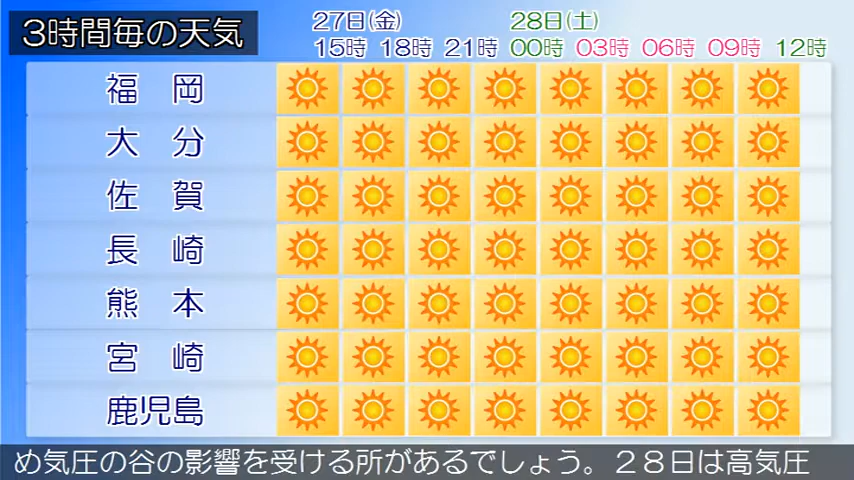 3時間毎の天気
27日(金) 28日(土)
15時 18時 21時 00時 03時 06時 09時 12時
福岡
大分
佐賀
長崎
熊本
宮崎
鹿児島
め気圧の谷の影響を受ける所があるでしょう。２８日は高気圧